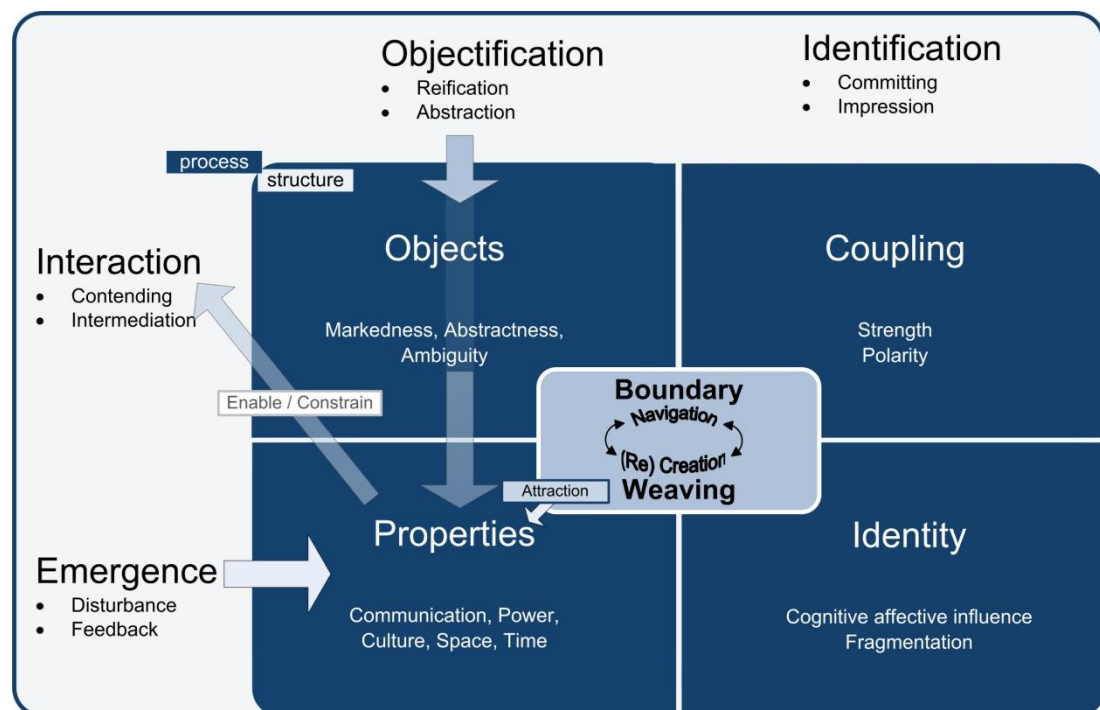 Objectification
• Reification
• Abstraction
Identification
• Committing
• Impression
process
structure
Interaction
• Contending
• Intermediation
Objects
Markedness, Abstractness,
Ambiguity
Coupling
Strength
Polarity
Enable / Constrain
Boundary
Navigation
(Re) Creation
Weaving
Attraction
Properties
Communication, Power,
Culture, Space, Time
Identity
Cognitive affective influence
Fragmentation
Emergence
• Disturbance
• Feedback